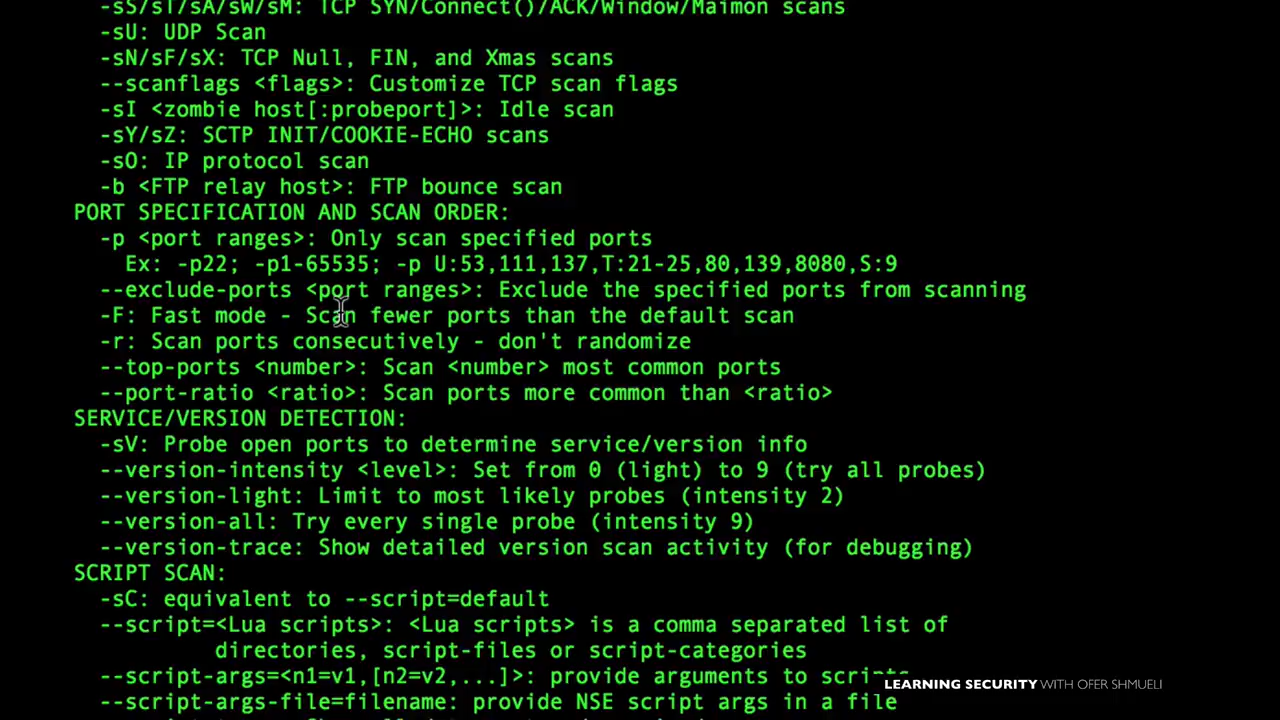 -sS/sT/sA/sW/sM: TCP SYN/Connect()/ACK/Window/Maimon scans
-sU: UDP Scan
-sN/sF/sX: TCP Null, FIN, and Xmas scans
--scanflags <flags>: Customize TCP scan flags
-sI <zombie host[:probeport]>: Idle scan
-sY/sZ: SCTP INIT/COOKIE-ECHO scans
-sO: IP protocol scan
-b <FTP relay host>: FTP bounce scan
PORT SPECIFICATION AND SCAN ORDER:
-p <port ranges>: Only scan specified ports
Ex: -p22; -p1-65535; -p U:53,111,137,T:21-25,80,139,8080,S:9
--exclude-ports <port ranges>: Exclude the specified ports from scanning
-F: Fast mode - Scan fewer ports than the default scan
-r: Scan ports consecutively - don't randomize
--top-ports <number>: Scan <number> most common ports
--port-ratio <ratio>: Scan ports more common than <ratio>
SERVICE/VERSION DETECTION:
-sV: Probe open ports to determine service/version info
--version-intensity <level>: Set from 0 (light) to 9 (try all probes)
--version-light: Limit to most likely probes (intensity 2)
--version-all: Try every single probe (intensity 9)
--version-trace: Show detailed version scan activity (for debugging)
SCRIPT SCAN:
-sC: equivalent to --script=default
--script=<Lua scripts>: <Lua scripts> is a comma separated list of
directories, script-files or script-categories
--script-args=<n1=v1,[n2=v2,...]>: provide arguments to scripts
--script-args-file=filename: provide NSE script args in a file
LEARNING SECURITY WITH OFER SHMUELI